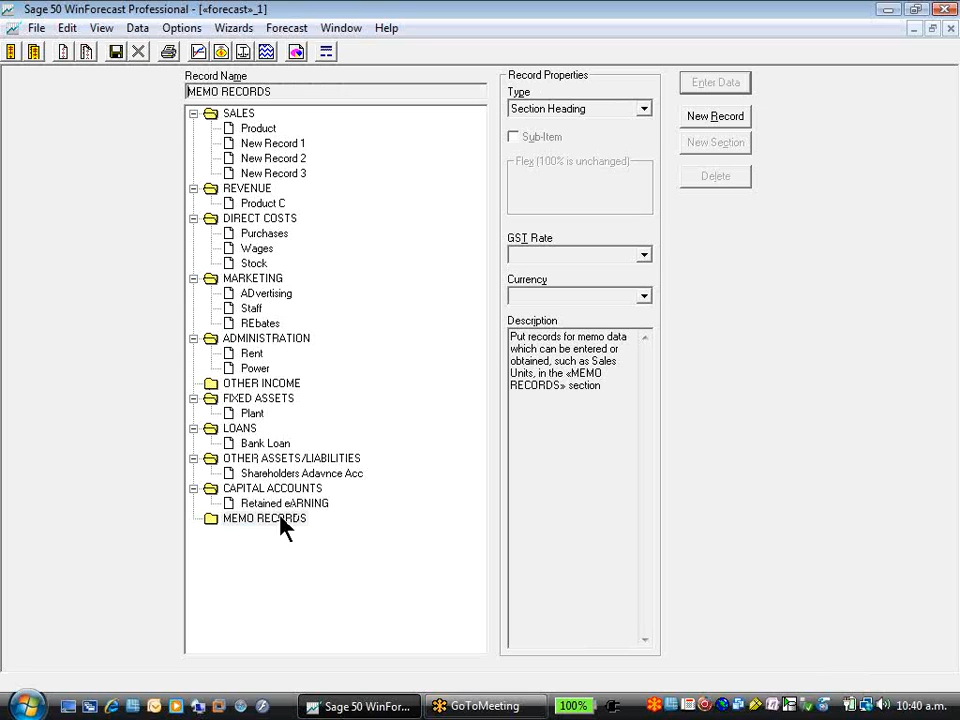 Sage 50 WinForecast Professional - [«forecast»_1]
File Edit View Data Options Wizards Forecast Window Help
Record Name
MEMO RECORDS
SALES
Product
New Record 1
New Record 2
New Record 3
REVENUE
Product C
DIRECT COSTS
Purchases
Wages
Stock
MARKETING
ADvertising
Staff
REbates
ADMINISTRATION
Rent
Power
OTHER INCOME
FIXED ASSETS
Plant
LOANS
Bank Loan
OTHER ASSETS/LIABILITIES
Shareholders Adavnce Acc
CAPITAL ACCOUNTS
Retained eARNING
MEMO RECORDS
Record Properties
Type
Section Heading
Sub-Item
Flex (100% is unchanged)
GST Rate
Currency
Description
Put records for memo data
which can be entered or
obtained, such as Sales
Units, in the «MEMO
RECORDS» section
Enter Data
New Record
New Section
Delete
Sage 50 WinFor... GoToMeeting 100% 10:40 a.m.